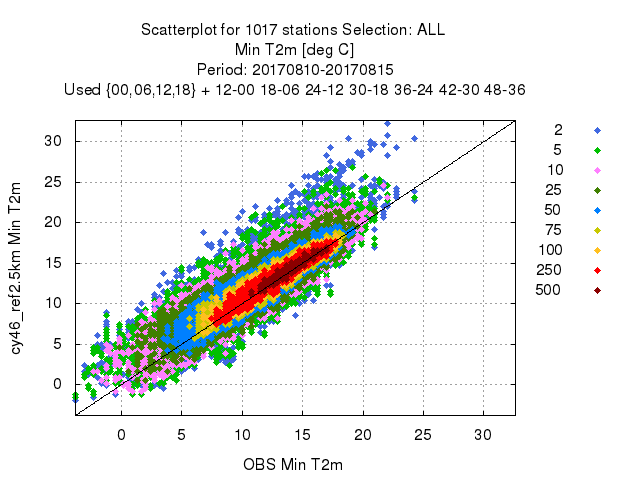 Scatterplot for 1017 stations Selection: ALL
Min T2m [deg C]
Period: 20170810-20170815
Used {00,06,12,18} + 12-00 18-06 24-12 30-18 36-24 42-30 48-36
30
25
20
15
10
5
0
cy46_ref2.5km Min T2m
0 5 10 15 20 25 30
OBS Min T2m
2
5
10
25
50
75
100
250
500